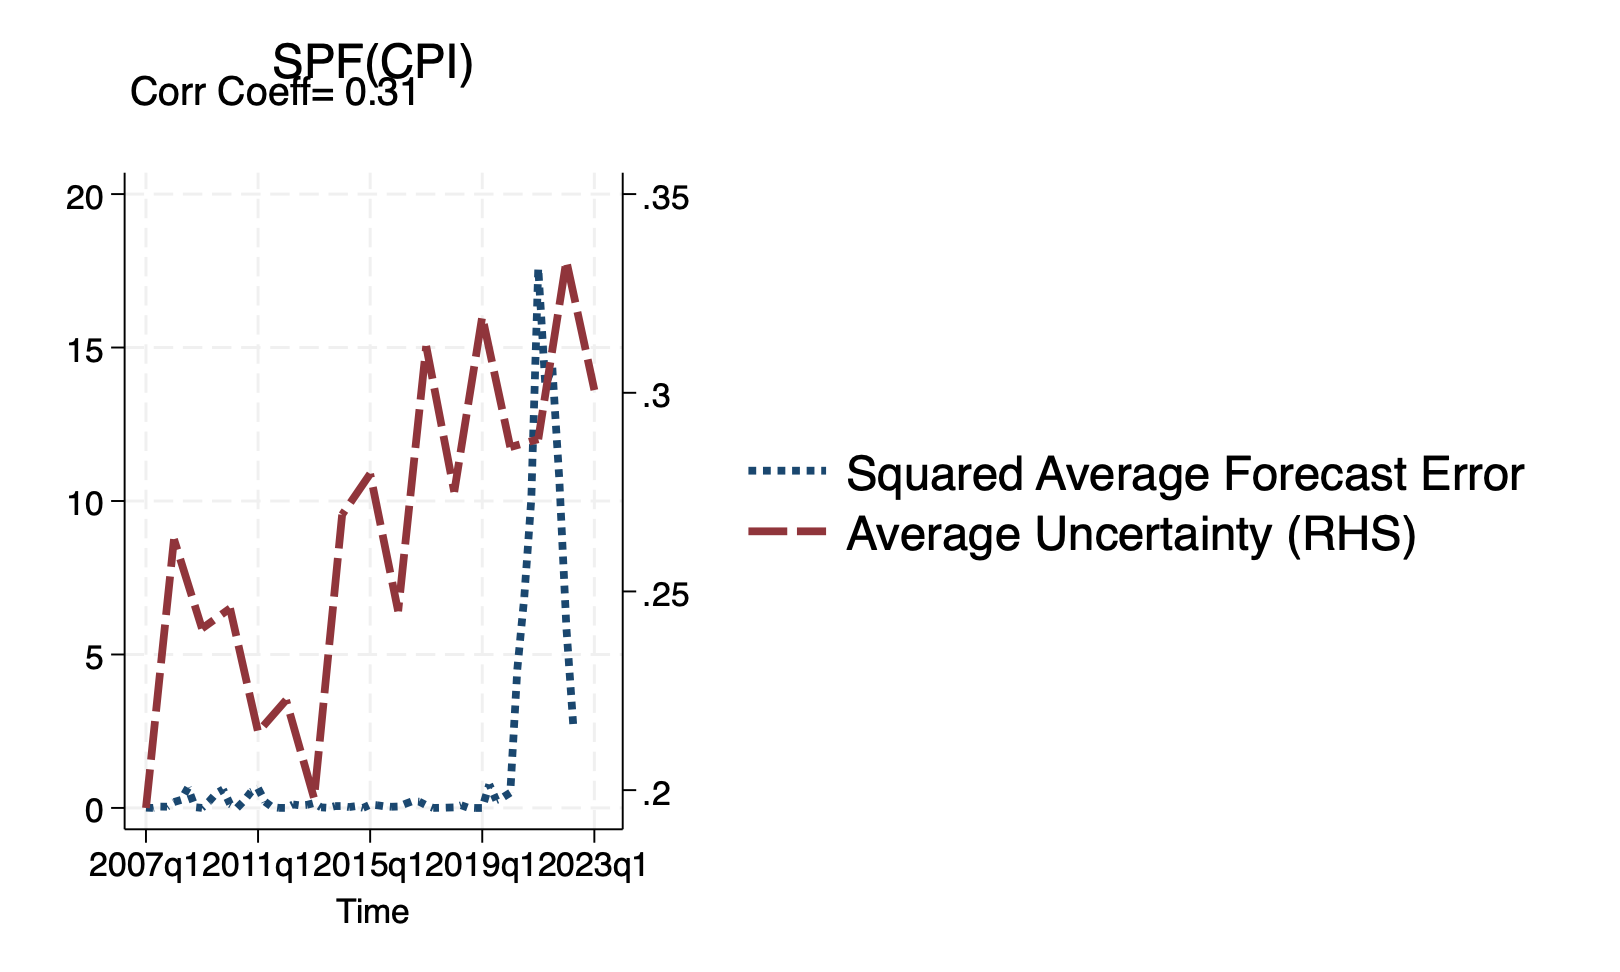 SPF(CPI)
Corr Coeff= 0.31
20
15
10
5
0
.35
.3
.25
.2
2007q1 2011q1 2015q1 2019q1 2023q1
Time
Squared Average Forecast Error
Average Uncertainty (RHS)